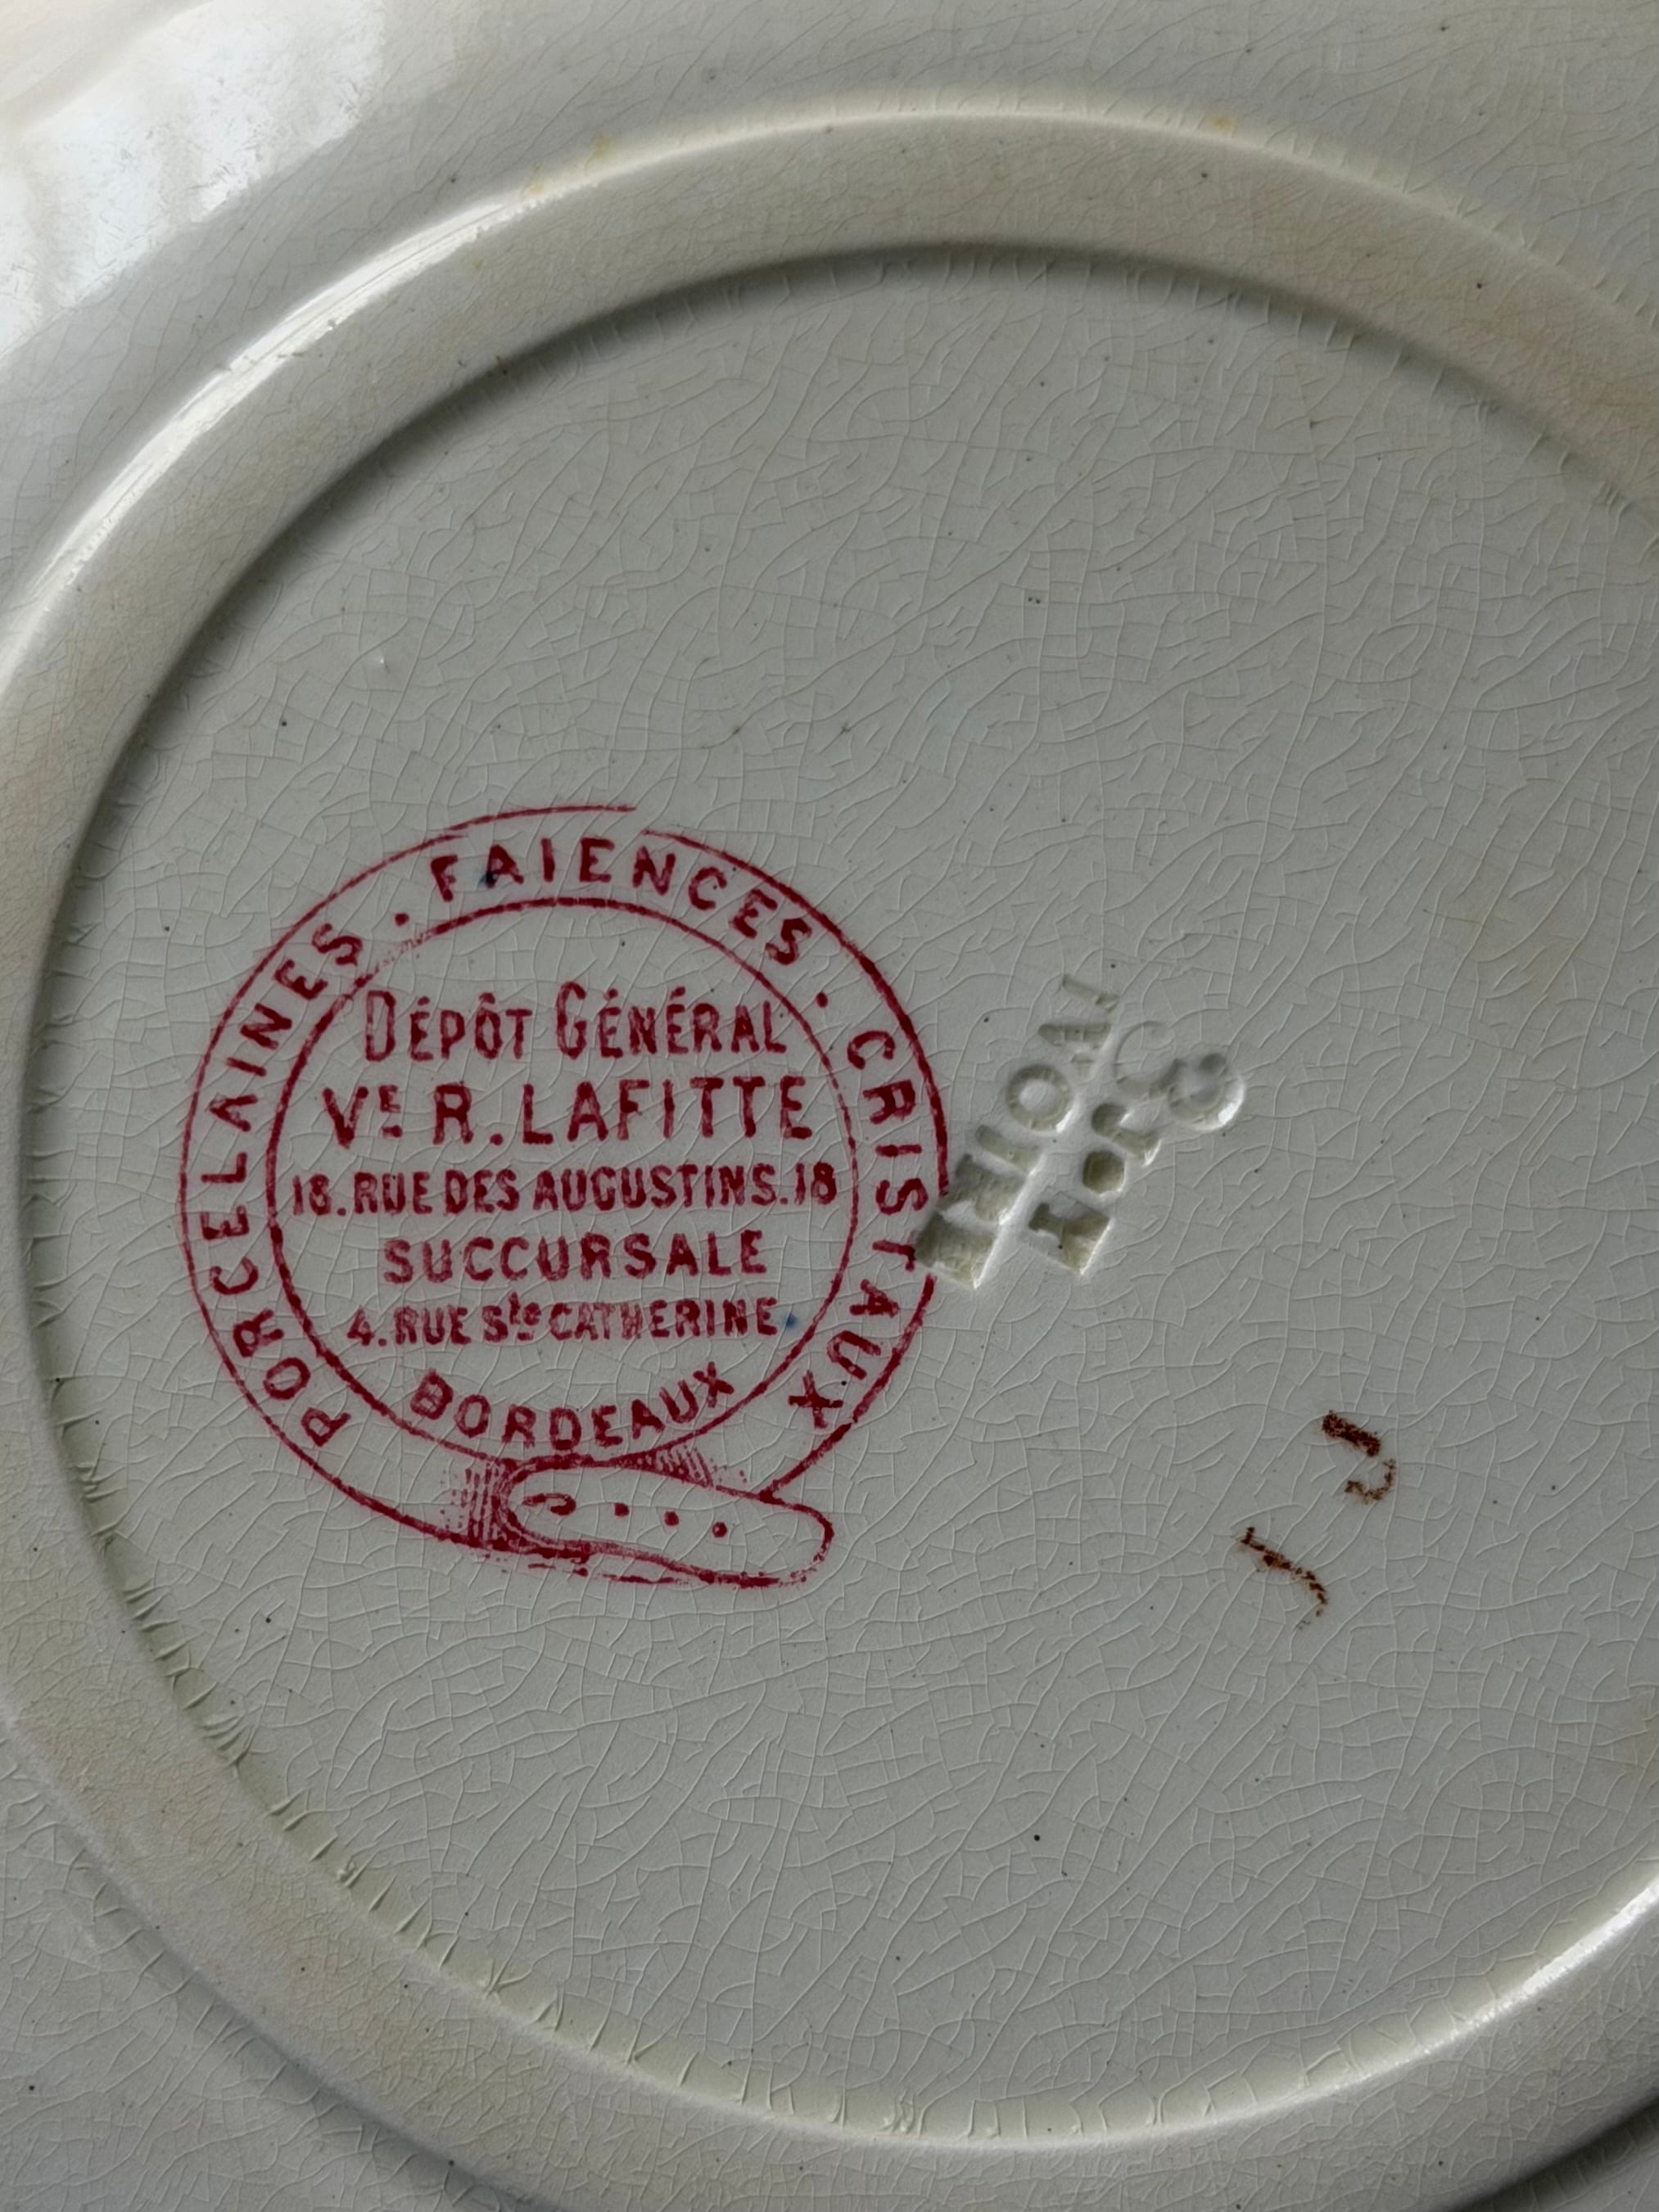 PORCELAINES . FAIENCES . CRISTAUX
DÉPÔT GÉNÉRAL
VE R. LAFITTE
18. RUE DES AUGUSTINS. 18
SUCCURSALE
4. RUE Ste CATHERINE
BORDEAUX